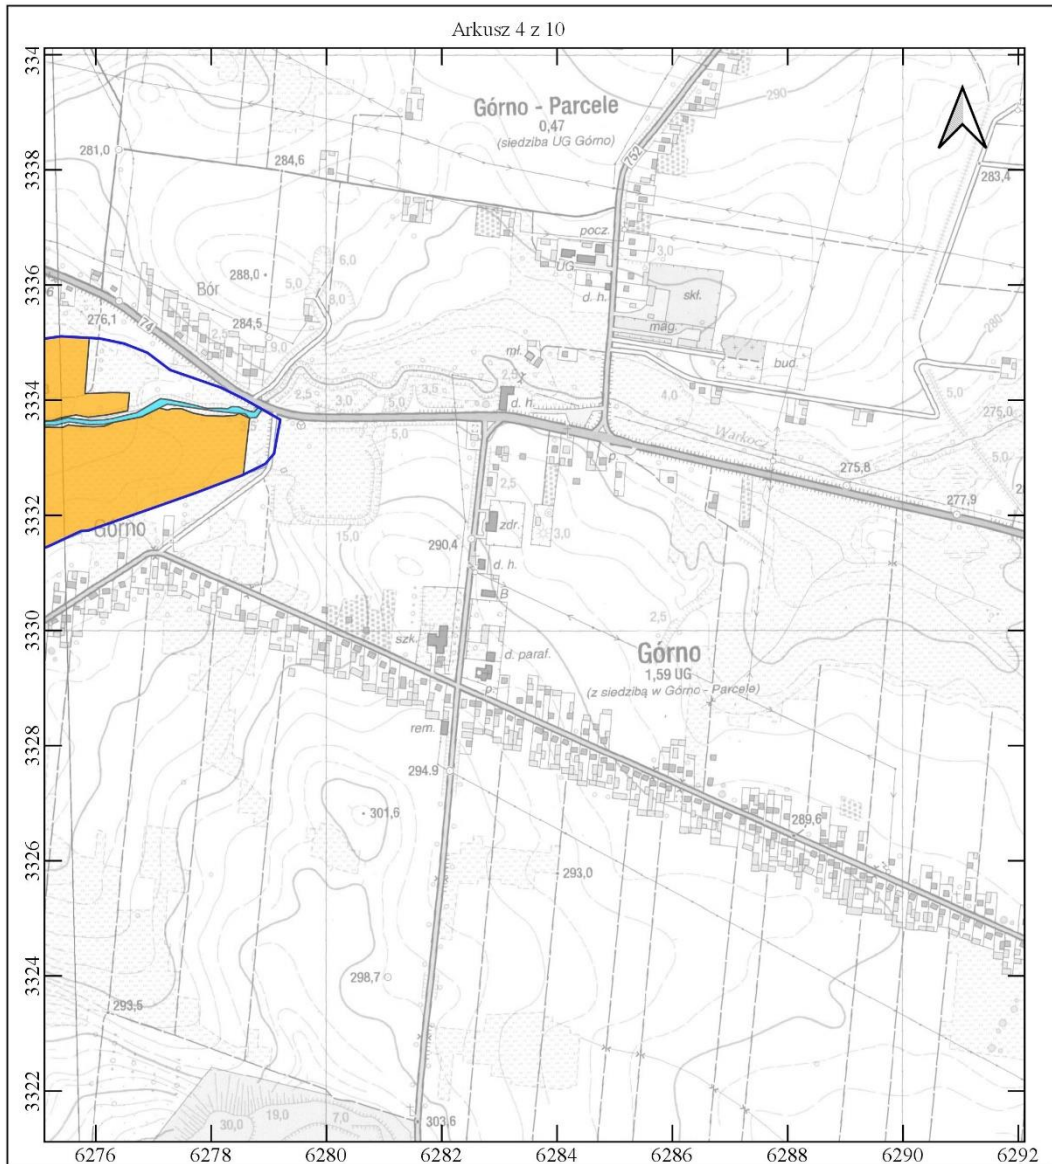 Arkusz 4 z 10
334
Górno - Parcele
0,47
(siedziba UG Górno)
290
752
281,0
284,6
283,4
3338
pocz.
6,0
3,0
288,0
5,0
UG
3336
Bór
8,0
d. h.
skł.
280
276,1
74
284,5
9,0
mag.
mł.
2,5
bud.
5,0
3334
2,5
3,0
5,0
3,5
d. h.
4,0
275,0
5,0
5,0
p.
Warkocz
275,8
5,0
2,5
277,9
3332
Górno
15,0
zdr.
3,0
290,4
d. h.
B
2,5
3330
szk.
d. paraf.
Górno
1,59 UG
(z siedzibą w Górno - Parcele)
p.
rem.
3328
294,9
301,6
289,6
3326
293,0
3324
298,7
293,5
3322
30,0
19,0
7,0
303,6
6276
6278
6280
6282
6284
6286
6288
6290
6292